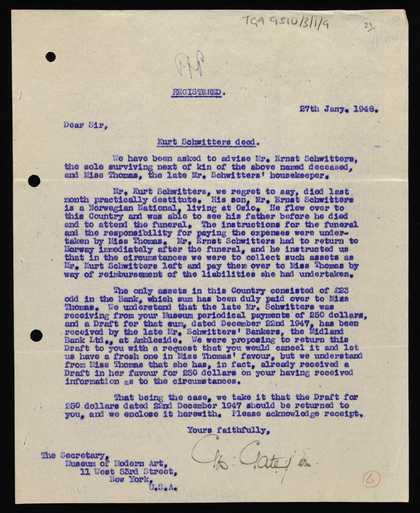 TGA 9510/3/1/9
23.
REGISTERED.
27th Jany. 1948.
Dear Sir,
Kurt Schwitters decd.
We have been asked to advise Mr. Ernst Schwitters,
the sole surviving next of kin of the above named deceased,
and Miss Thomas, the late Mr. Schwitters' housekeeper.
Mr. Kurt Schwitters, we regret to say, died last
month practically destitute. His son, Mr. Ernst Schwitters
is a Norwegian National, living at Oslo. He flew over to
this Country and was able to see his father before he died
and to attend the funeral. The instructions for the funeral
and the responsibility for paying the expenses were under-
taken by Miss Thomas. Mr. Ernst Schwitters had to return to
Norway immediately after the funeral, and he instructed us
that in the circumstances we were to collect such assets as
Mr. Kurt Schwitters left and pay them over to Miss Thomas by
way of reimbursement of the liabilities she had undertaken.
The only assets in this Country consisted of £23
odd in the Bank, which sum has been duly paid over to Miss
Thomas. We understand that the late Mr. Schwitters was
receiving from your Museum periodical payments of 250 dollars,
and a Draft for that sum, dated December 22nd 1947, has been
received by the late Mr. Schwitters' Bankers, the Midland
Bank Ltd., at Ambleside. We were proposing to return this
Draft to you with a request that you would cancel it and let
us have a fresh one in Miss Thomas' favour, but we understand
from Miss Thomas that she has, in fact, already received a
Draft in her favour for 250 dollars on your having received
information as to the circumstances.
That being the case, we take it that the Draft for
250 dollars dated 22nd December 1947 should be returned to
you, and we enclose it herewith. Please acknowledge receipt.
Yours faithfully,
The Secretary,
Museum of Modern Art,
11 West 53rd Street,
New York,
U.S.A.
6